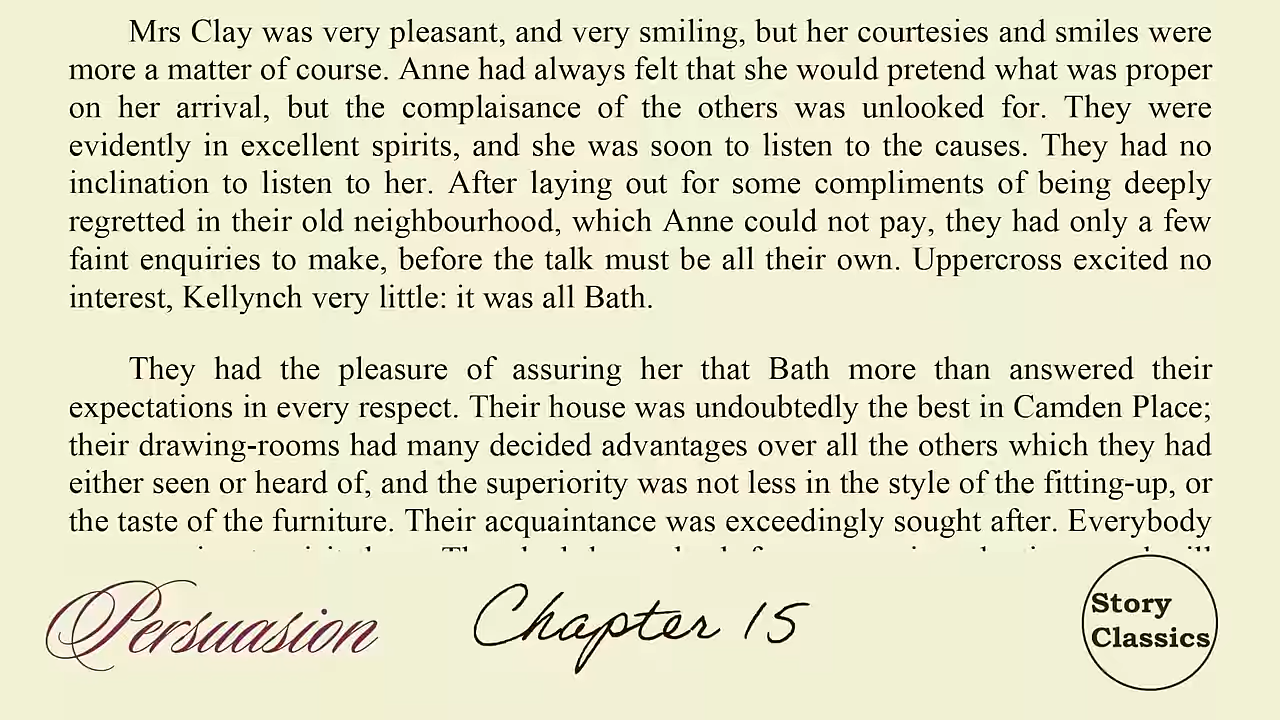 Mrs Clay was very pleasant, and very smiling, but her courtesies and smiles were
more a matter of course. Anne had always felt that she would pretend what was proper
on her arrival, but the complaisance of the others was unlooked for. They were
evidently in excellent spirits, and she was soon to listen to the causes. They had no
inclination to listen to her. After laying out for some compliments of being deeply
regretted in their old neighbourhood, which Anne could not pay, they had only a few
faint enquiries to make, before the talk must be all their own. Uppercross excited no
interest, Kellynch very little: it was all Bath.
They had the pleasure of assuring her that Bath more than answered their
expectations in every respect. Their house was undoubtedly the best in Camden Place;
their drawing-rooms had many decided advantages over all the others which they had
either seen or heard of, and the superiority was not less in the style of the fitting-up, or
the taste of the furniture. Their acquaintance was exceedingly sought after. Everybody
Persuasion
Chapter 15
Story
Classics